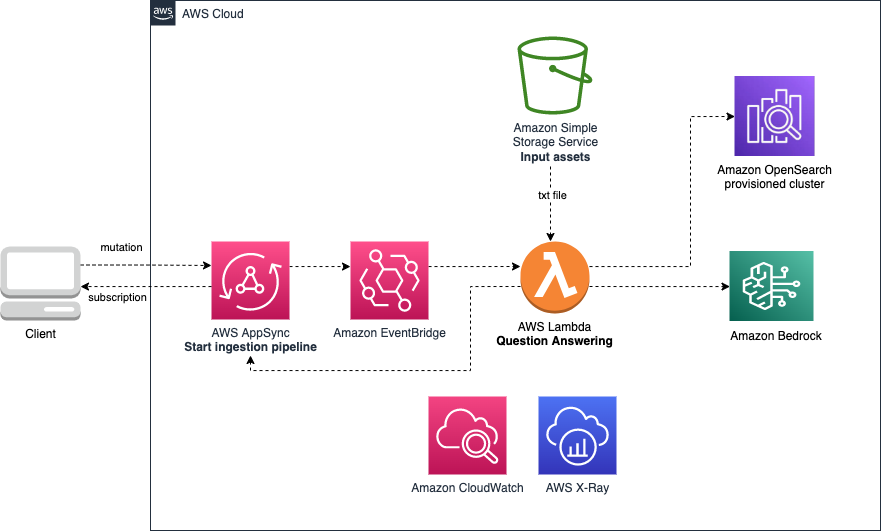 aws
AWS Cloud
Amazon Simple
Storage Service
Input assets
txt file
Amazon OpenSearch
provisioned cluster
mutation
subscription
Client
AWS AppSync
Start ingestion pipeline
Amazon EventBridge
AWS Lambda
Question Answering
Amazon Bedrock
Amazon CloudWatch
AWS X-Ray